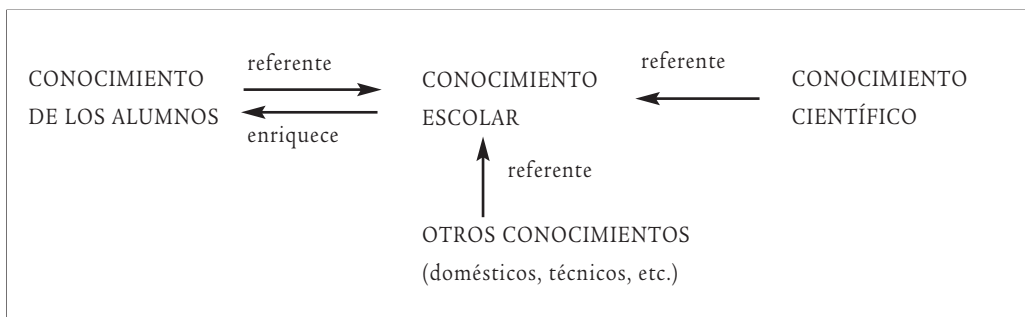 CONOCIMIENTO
DE LOS ALUMNOS
referente
enriquece
CONOCIMIENTO
ESCOLAR
referente
CONOCIMIENTO
CIENTÍFICO
referente
OTROS CONOCIMIENTOS
(domésticos, técnicos, etc.)